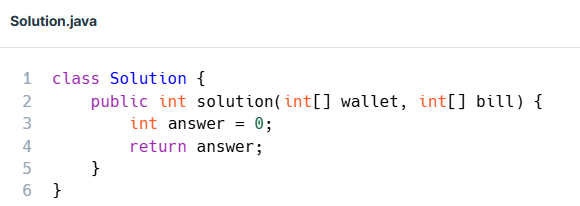 Solution.java
1 class Solution {
2     public int solution(int[] wallet, int[] bill) {
3         int answer = 0;
4         return answer;
5     }
6 }